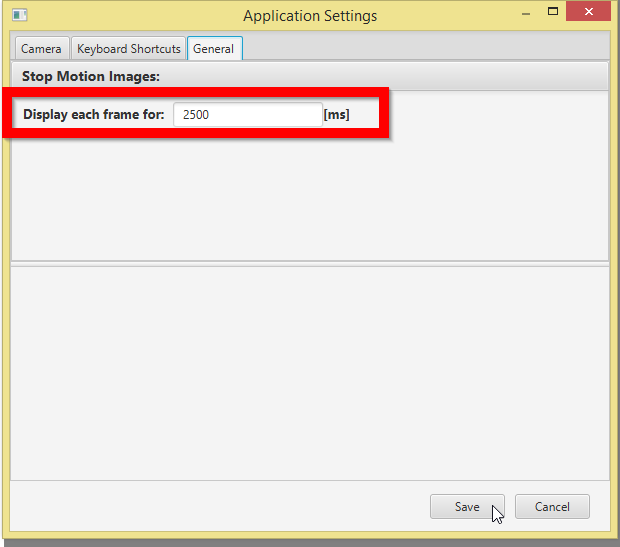 Application Settings
Camera Keyboard Shortcuts General
Stop Motion Images:
Display each frame for: 2500 [ms]
Save Cancel